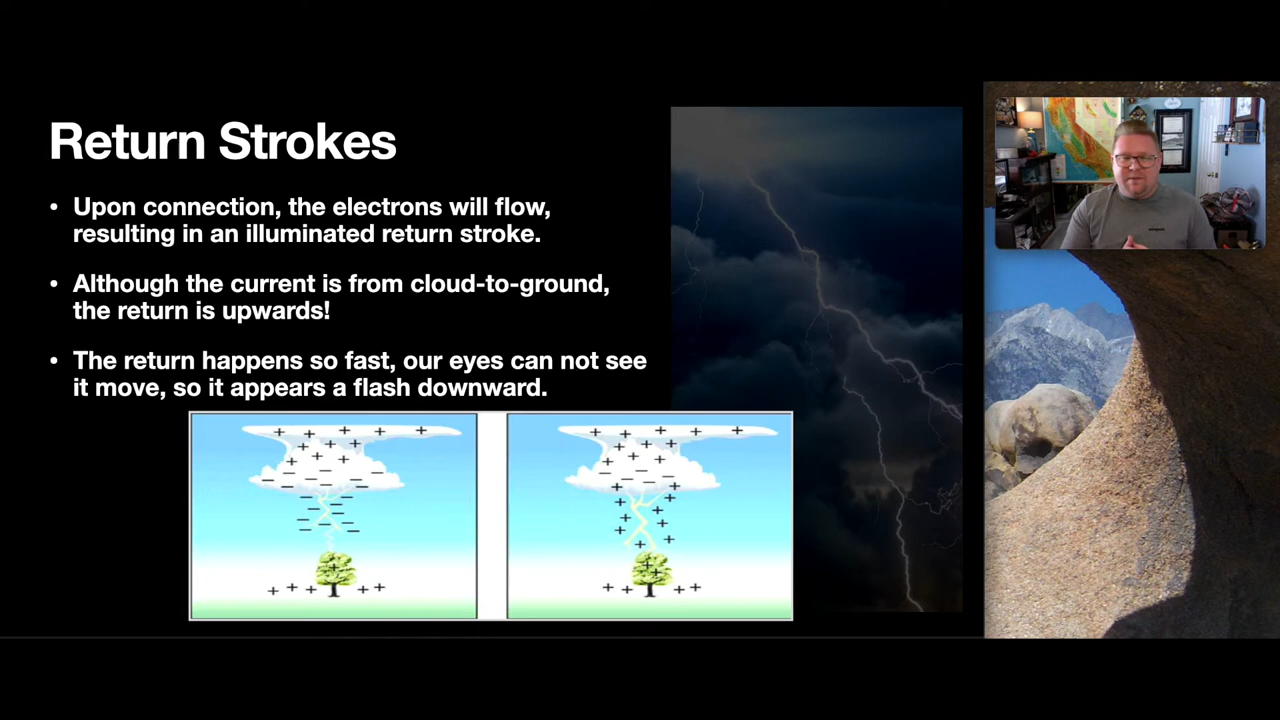 Return Strokes
• Upon connection, the electrons will flow,
resulting in an illuminated return stroke.
• Although the current is from cloud-to-ground,
the return is upwards!
• The return happens so fast, our eyes can not see
it move, so it appears a flash downward.